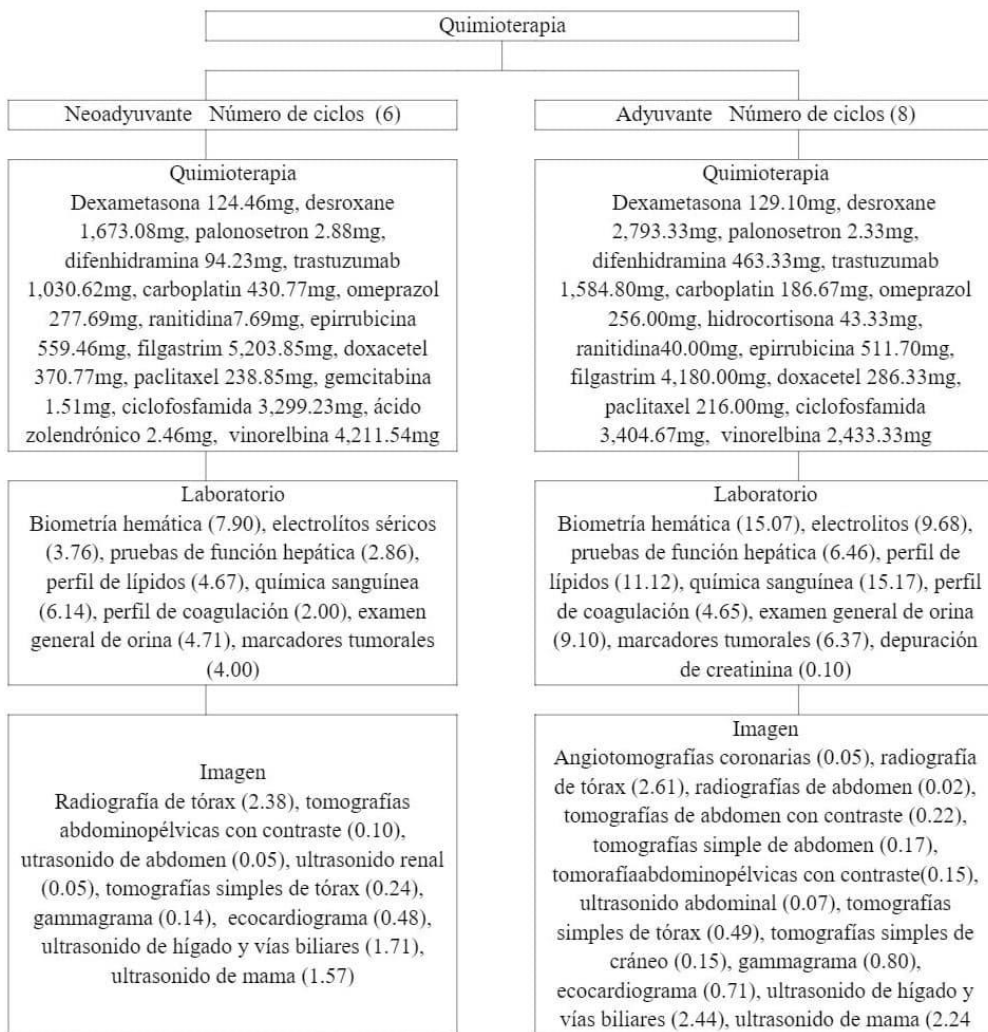 Quimioterapia
Neoadyuvante Número de ciclos (6)
Quimioterapia
Dexametasona 124.46mg, desroxane
1,673.08mg, palonosetron 2.88mg,
difenhidramina 94.23mg, trastuzumab
1,030.62mg, carboplatin 430.77mg, omeprazol
277.69mg, ranitidina7.69mg, epirrubicina
559.46mg, filgastrim 5,203.85mg, doxacetel
370.77mg, paclitaxel 238.85mg, gemcitabina
1.51mg, ciclofosfamida 3,299.23mg, ácido
zolendrónico 2.46mg, vinorelbina 4,211.54mg
Laboratorio
Biometría hemática (7.90), electrolítos séricos
(3.76), pruebas de función hepática (2.86),
perfil de lípidos (4.67), química sanguínea
(6.14), perfil de coagulación (2.00), examen
general de orina (4.71), marcadores tumorales
(4.00)
Imagen
Radiografía de tórax (2.38), tomografías
abdominopélvicas con contraste (0.10),
utrasonido de abdomen (0.05), ultrasonido renal
(0.05), tomografías simples de tórax (0.24),
gammagrama (0.14), ecocardiograma (0.48),
ultrasonido de hígado y vías biliares (1.71),
ultrasonido de mama (1.57)
Adyuvante Número de ciclos (8)
Quimioterapia
Dexametasona 129.10mg, desroxane
2,793.33mg, palonosetron 2.33mg,
difenhidramina 463.33mg, trastuzumab
1,584.80mg, carboplatin 186.67mg, omeprazol
256.00mg, hidrocortisona 43.33mg,
ranitidina40.00mg, epirrubicina 511.70mg,
filgastrim 4,180.00mg, doxacetel 286.33mg,
paclitaxel 216.00mg, ciclofosfamida
3,404.67mg, vinorelbina 2,433.33mg
Laboratorio
Biometría hemática (15.07), electrolitos (9.68),
pruebas de función hepática (6.46), perfil de
lípidos (11.12), química sanguínea (15.17), perfil
de coagulación (4.65), examen general de orina
(9.10), marcadores tumorales (6.37), depuración
de creatinina (0.10)
Imagen
Angiotomografías coronarias (0.05), radiografía
de tórax (2.61), radiografías de abdomen (0.02),
tomografías de abdomen con contraste (0.22),
tomografías simple de abdomen (0.17),
tomorafíaabdominopélvicas con contraste(0.15),
ultrasonido abdominal (0.07), tomografías
simples de tórax (0.49), tomografías simples de
cráneo (0.15), gammagrama (0.80),
ecocardiograma (0.71), ultrasonido de hígado y
vías biliares (2.44), ultrasonido de mama (2.24